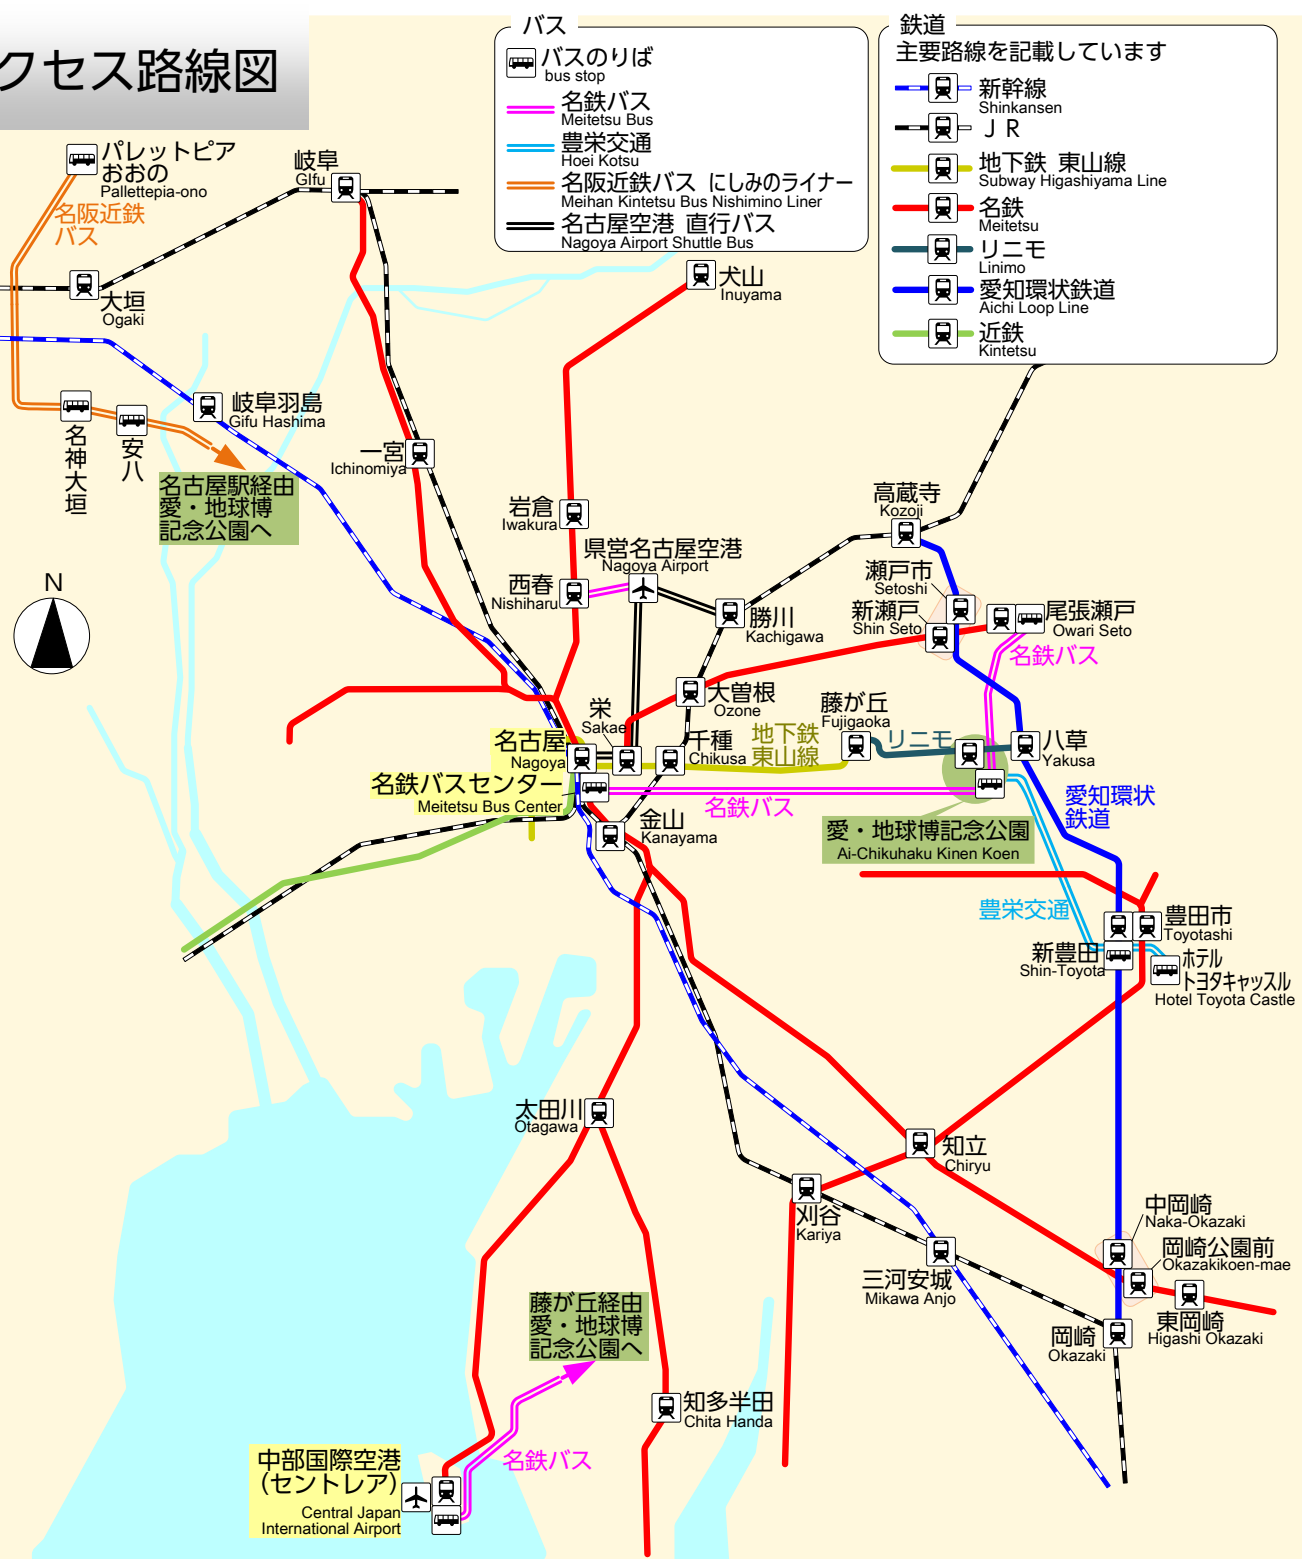 クセス路線図
バス
バスのりば
bus stop
名鉄バス
Meitetsu Bus
豊栄交通
Hoei Kotsu
名阪近鉄バス にしみのライナー
Meihan Kintetsu Bus Nishimino Liner
名古屋空港 直行バス
Nagoya Airport Shuttle Bus
鉄道
主要路線を記載しています
新幹線
Shinkansen
ＪＲ
地下鉄 東山線
Subway Higashiyama Line
名鉄
Meitetsu
リニモ
Linimo
愛知環状鉄道
Aichi Loop Line
近鉄
Kintetsu
パレットピア
おおの
Pallettepia-ono
名阪近鉄
バス
岐阜
GIfu
大垣
Ogaki
犬山
Inuyama
岐阜羽島
Gifu Hashima
名神大垣
安八
名古屋駅経由
愛・地球博
記念公園へ
一宮
Ichinomiya
岩倉
Iwakura
高蔵寺
Kozoji
県営名古屋空港
Nagoya Airport
西春
Nishiharu
勝川
Kachigawa
瀬戸市
Setoshi
新瀬戸
Shin Seto
尾張瀬戸
Owari Seto
名鉄バス
N
大曽根
Ozone
栄
Sakae
藤が丘
Fujigaoka
リニモ
八草
Yakusa
名古屋
Nagoya
千種
Chikusa
地下鉄
東山線
名鉄バスセンター
Meitetsu Bus Center
名鉄バス
愛知環状
鉄道
金山
Kanayama
愛・地球博記念公園
Ai-Chikuhaku Kinen Koen
豊栄交通
豊田市
Toyotashi
新豊田
Shin-Toyota
ホテル
トヨタキャッスル
Hotel Toyota Castle
太田川
Otagawa
知立
Chiryu
刈谷
Kariya
中岡崎
Naka-Okazaki
岡崎公園前
Okazakikoen-mae
三河安城
Mikawa Anjo
東岡崎
Higashi Okazaki
岡崎
Okazaki
藤が丘経由
愛・地球博
記念公園へ
知多半田
Chita Handa
名鉄バス
中部国際空港
（セントレア）
Central Japan
International Airport